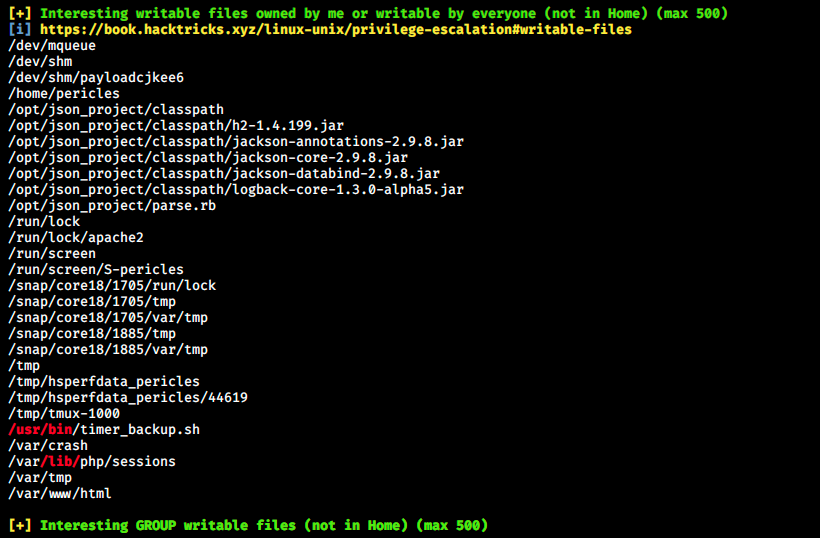 [+] Interesting writable files owned by me or writable by everyone (not in Home) (max 500)
[i] https://book.hacktricks.xyz/linux-unix/privilege-escalation#writable-files
/dev/mqueue
/dev/shm
/dev/shm/payloadcjkee6
/home/pericles
/opt/json_project/classpath
/opt/json_project/classpath/h2-1.4.199.jar
/opt/json_project/classpath/jackson-annotations-2.9.8.jar
/opt/json_project/classpath/jackson-core-2.9.8.jar
/opt/json_project/classpath/jackson-databind-2.9.8.jar
/opt/json_project/classpath/logback-core-1.3.0-alpha5.jar
/opt/json_project/parse.rb
/run/lock
/run/lock/apache2
/run/screen
/run/screen/S-pericles
/snap/core18/1705/run/lock
/snap/core18/1705/tmp
/snap/core18/1705/var/tmp
/snap/core18/1885/tmp
/snap/core18/1885/var/tmp
/tmp
/tmp/hsperfdata_pericles
/tmp/hsperfdata_pericles/44619
/tmp/tmux-1000
/usr/bin/timer_backup.sh
/var/crash
/var/lib/php/sessions
/var/tmp
/var/www/html
[+] Interesting GROUP writable files (not in Home) (max 500)